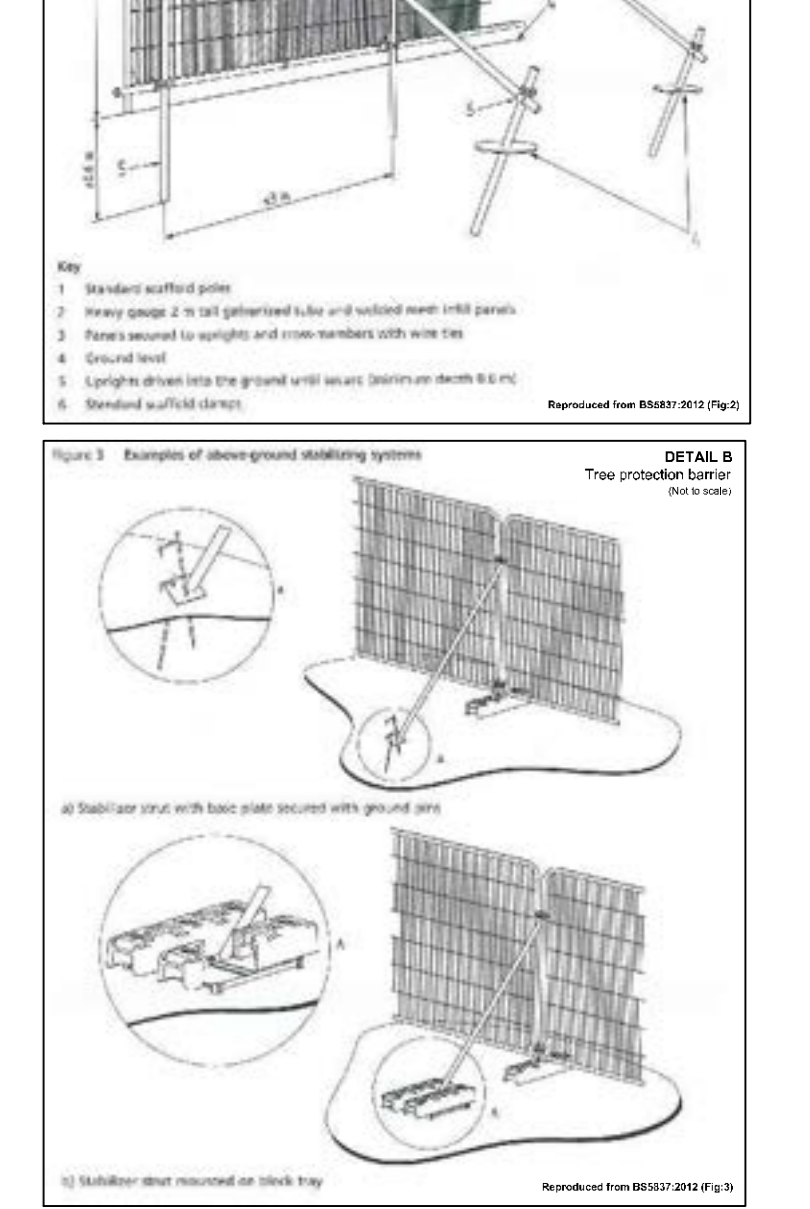 ≤3 m
Key
1 Standard scaffold poles
2 Heavy gauge 2 m tall galvanized tube and welded mesh infill panels
3 Panels secured to uprights and cross-members with wire ties
4 Ground level
5 Uprights driven into the ground until secure (minimum depth 0.6 m)
6 Standard scaffold clamps
Reproduced from BS5837:2012 (Fig:2)
Figure 3 Examples of above-ground stabilizing systems
DETAIL B
Tree protection barrier
(Not to scale)
A
A
a) Stabilizer strut with base plate secured with ground pins
A
A
b) Stabilizer strut mounted on block tray
Reproduced from BS5837:2012 (Fig:3)